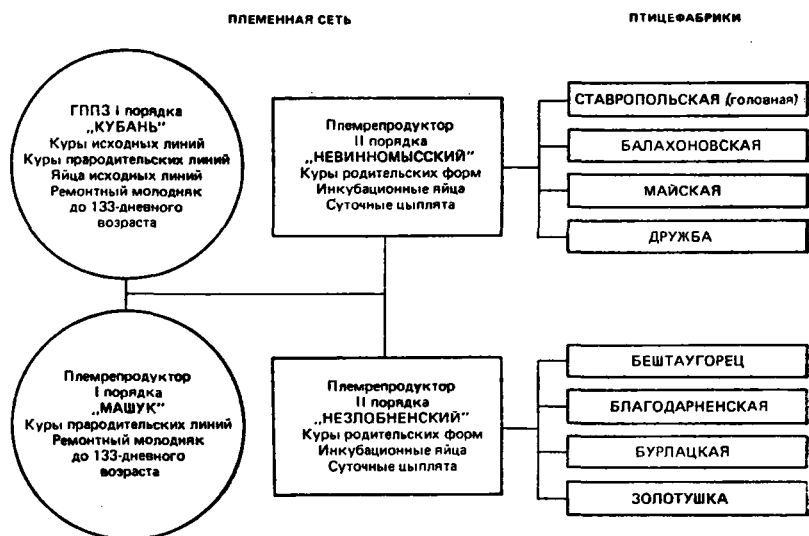 ПЛЕМЕННАЯ СЕТЬ
ПТИЦЕФАБРИКИ
ГППЗ I порядка
„КУБАНЬ"
Куры исходных линий
Куры прародительских линий
Яйца исходных линий
Ремонтный молодняк
до 133-дневного
возраста
Племрепродуктор
II порядка
„НЕВИННОМЫССКИЙ"
Куры родительских форм
Инкубационные яйца
Суточные цыплята
СТАВРОПОЛЬСКАЯ (головная)
БАЛАХОНОВСКАЯ
МАЙСКАЯ
ДРУЖБА
Племрепродуктор
I порядка
„МАШУК"
Куры прародительских линий
Ремонтный молодняк
до 133-дневного
возраста
Племрепродуктор
II порядка
„НЕЗЛОБНЕНСКИЙ"
Куры родительских форм
Инкубационные яйца
Суточные цыплята
БЕШТАУГОРЕЦ
БЛАГОДАРНЕНСКАЯ
БУРЛАЦКАЯ
ЗОЛОТУШКА